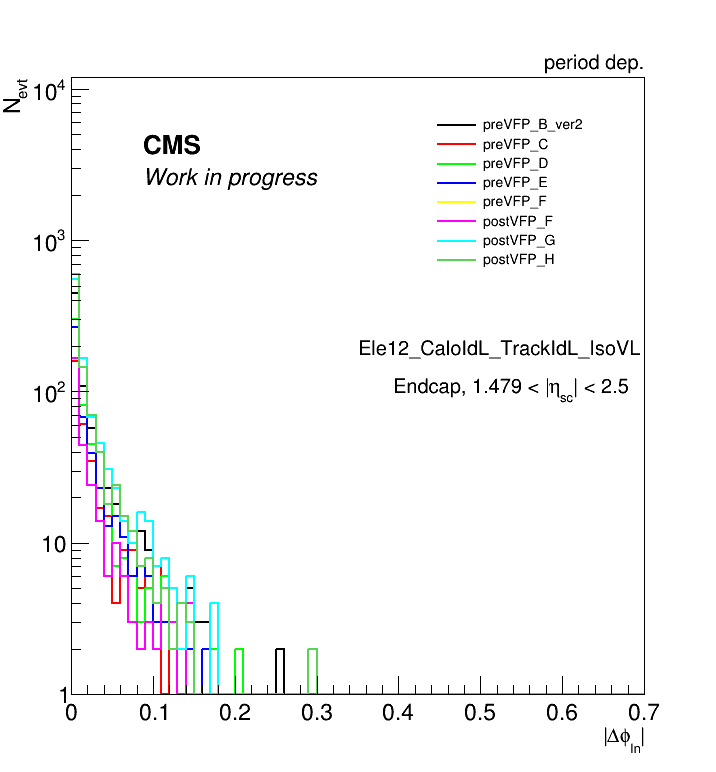 period dep.
N_evt
10^4
10^3
10^2
10
1
CMS
Work in progress
preVFP_B_ver2
preVFP_C
preVFP_D
preVFP_E
preVFP_F
postVFP_F
postVFP_G
postVFP_H
Ele12_CaloIdL_TrackIdL_IsoVL
Endcap, 1.479 < |η_sc| < 2.5
0 0.1 0.2 0.3 0.4 0.5 0.6 0.7
|Δϕ_In|